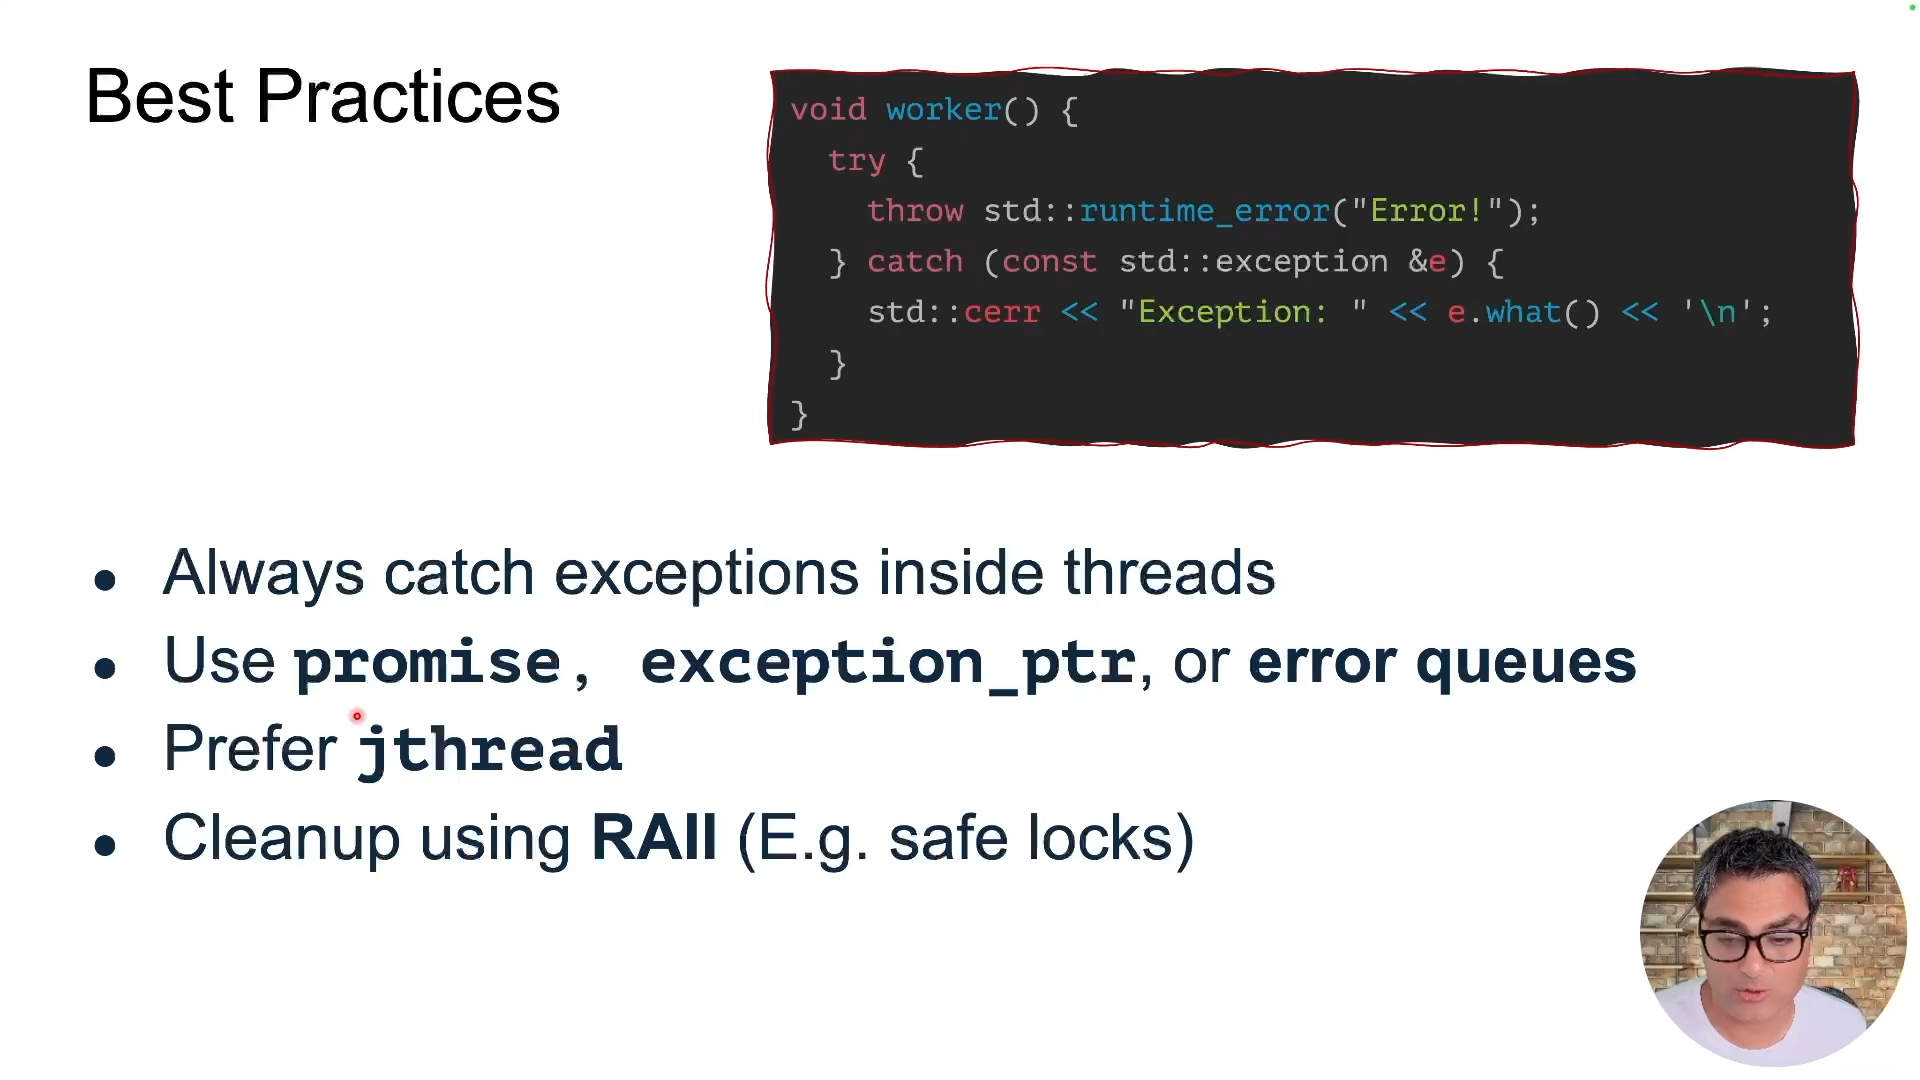 Best Practices
void worker() {
  try {
    throw std::runtime_error("Error!");
  } catch (const std::exception &e) {
    std::cerr << "Exception: " << e.what() << '\n';
  }
}
● Always catch exceptions inside threads
● Use promise, exception_ptr, or error queues
● Prefer jthread
● Cleanup using RAII (E.g. safe locks)